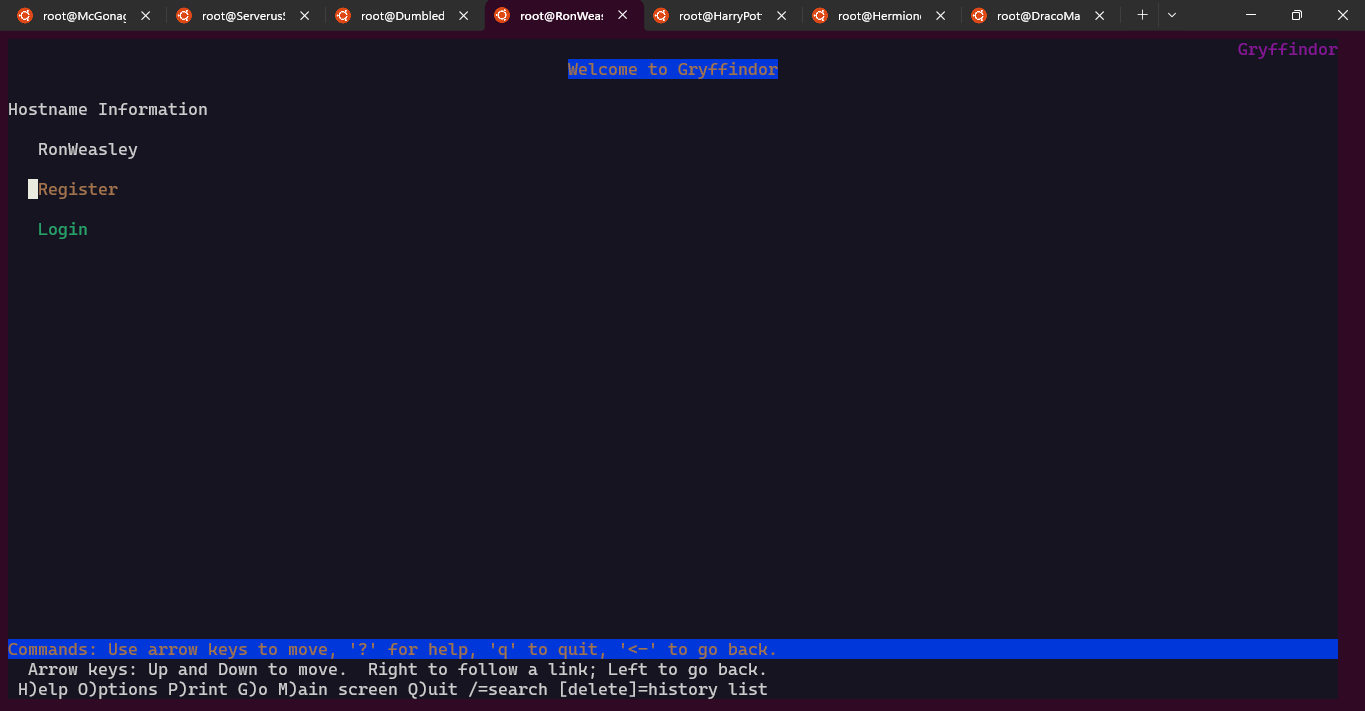 root@McGonag root@Serverus root@Dumbled root@RonWeas root@HarryPot root@Hermion root@DracoMa
Gryffindor
Welcome to Gryffindor
Hostname Information
RonWeasley
Register
Login
Commands: Use arrow keys to move, '?' for help, 'q' to quit, '<-' to go back.
Arrow keys: Up and Down to move.  Right to follow a link; Left to go back.
H)elp O)ptions P)rint G)o M)ain screen Q)uit /=search [delete]=history list